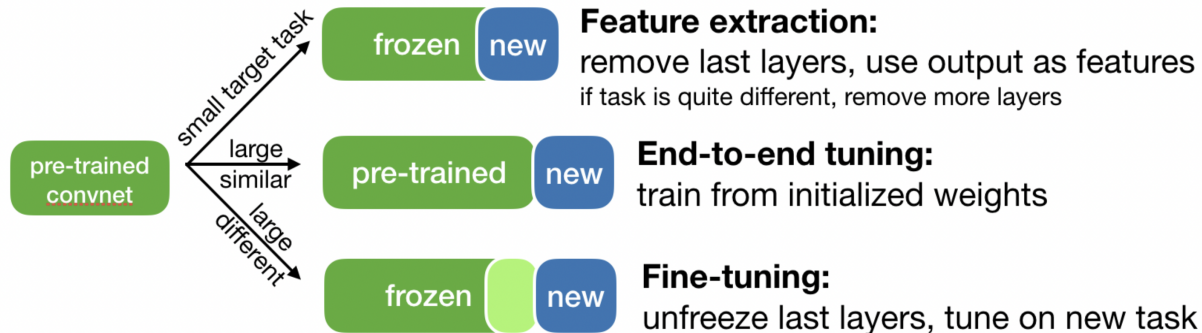 pre-trained
convnet
small target task
frozen
new
Feature extraction:
remove last layers, use output as features
if task is quite different, remove more layers
large
similar
pre-trained
new
End-to-end tuning:
train from initialized weights
large
different
frozen
new
Fine-tuning:
unfreeze last layers, tune on new task